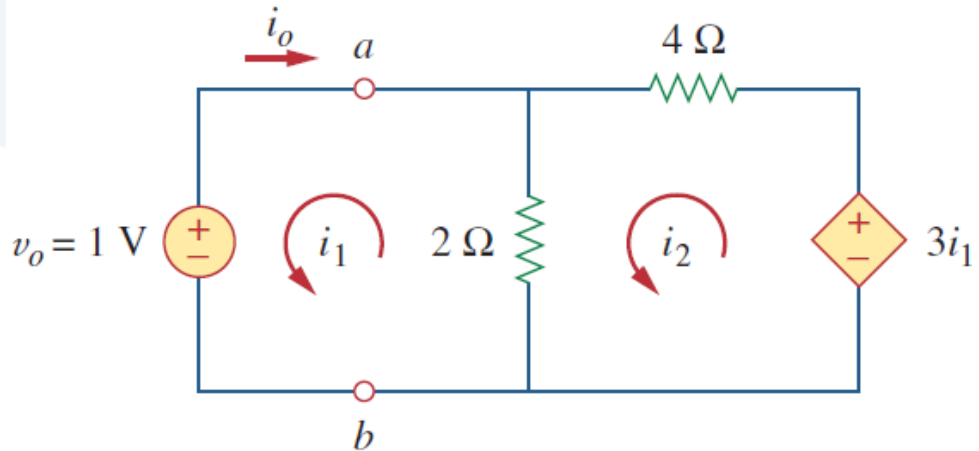 i_o
a
4 Ω
v_o = 1 V
+
−
i_1
2 Ω
i_2
+
−
3i_1
b